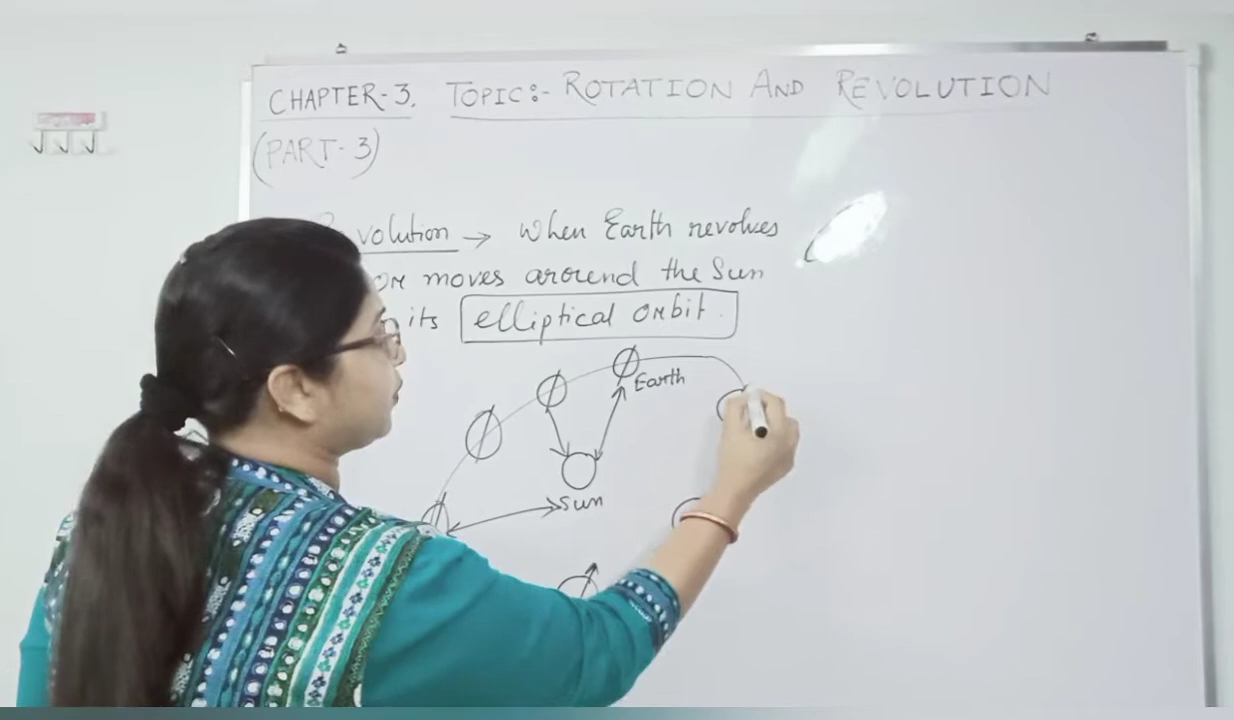 CHAPTER-3. TOPIC:- ROTATION AND REVOLUTION
(PART-3)
volution → When Earth revolves
or moves around the Sun
its elliptical orbit.
Earth
Sun